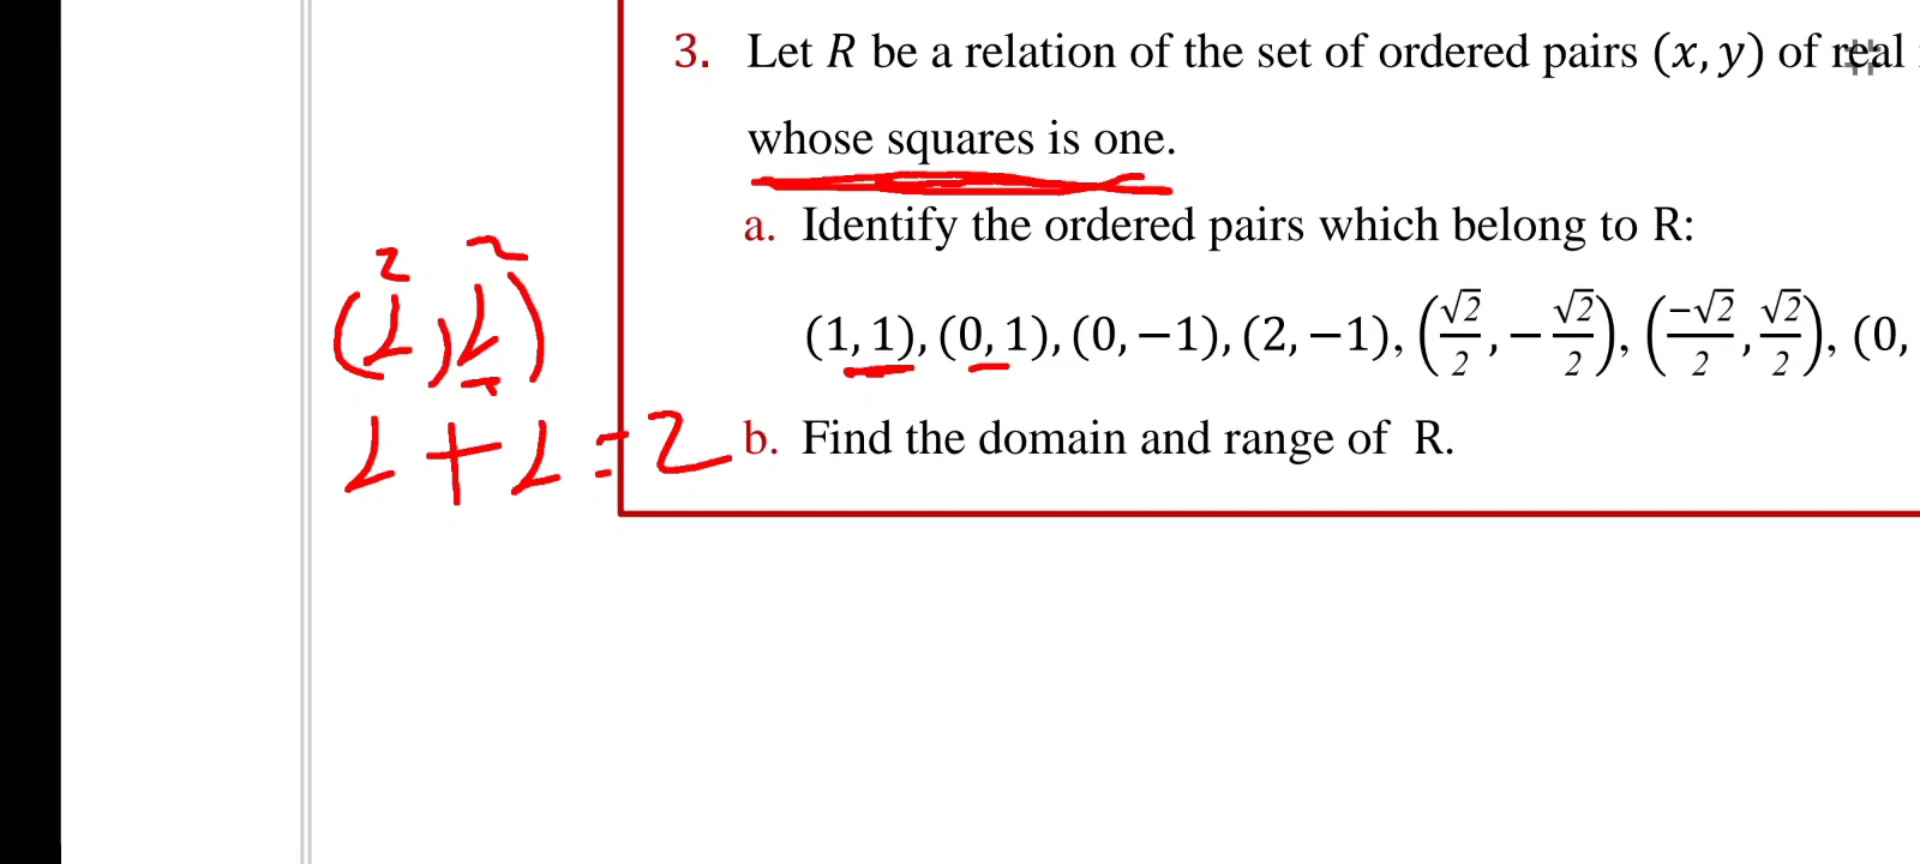 3. Let R be a relation of the set of ordered pairs (x, y) of real
whose squares is one.
a. Identify the ordered pairs which belong to R:
(1, 1), (0, 1), (0, −1), (2, −1), (√2/2, −√2/2), (−√2/2, √2/2), (0,
b. Find the domain and range of R.
(1², 1²)
1 + 1 = 2